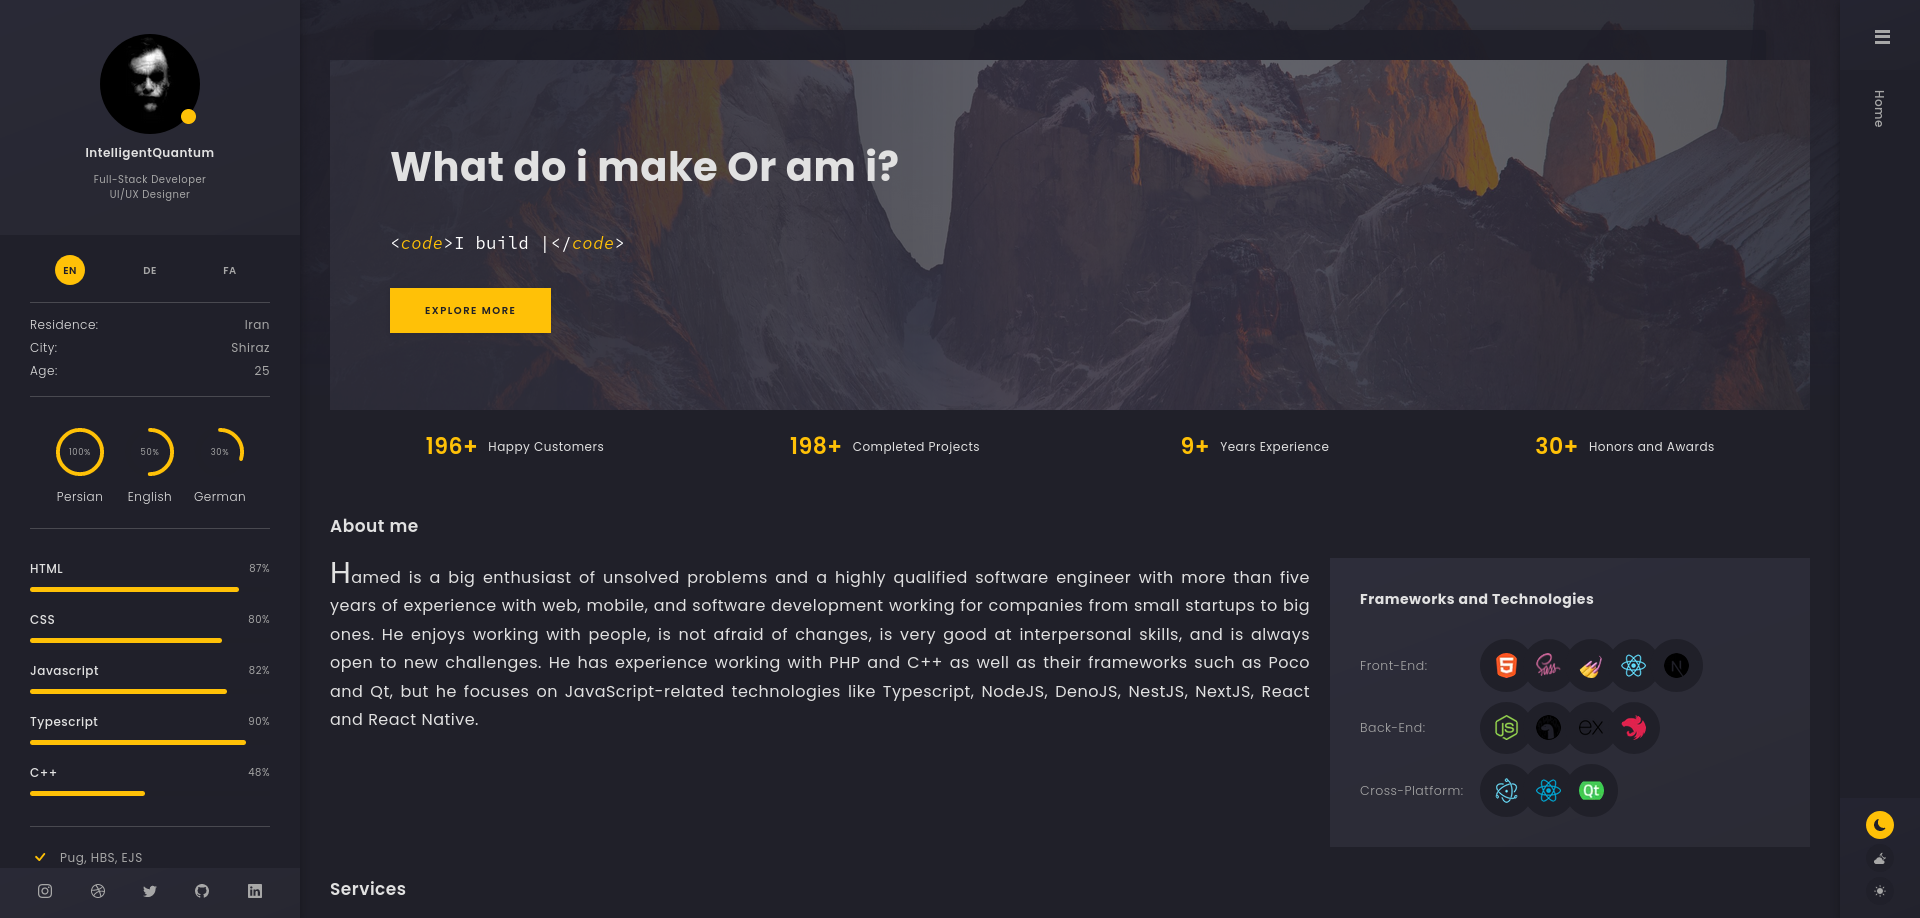 IntelligentQuantum
Full-Stack Developer
UI/UX Designer
EN DE FA
Residence: Iran
City: Shiraz
Age: 25
100% 50% 30%
Persian English German
HTML 87%
CSS 80%
Javascript 82%
Typescript 90%
C++ 48%
Pug, HBS, EJS
What do i make Or am i?
<code>I build |</code>
EXPLORE MORE
196+ Happy Customers
198+ Completed Projects
9+ Years Experience
30+ Honors and Awards
About me
Hamed is a big enthusiast of unsolved problems and a highly qualified software engineer with more than five
years of experience with web, mobile, and software development working for companies from small startups to big
ones. He enjoys working with people, is not afraid of changes, is very good at interpersonal skills, and is always
open to new challenges. He has experience working with PHP and C++ as well as their frameworks such as Poco
and Qt, but he focuses on JavaScript-related technologies like Typescript, NodeJS, DenoJS, NestJS, NextJS, React
and React Native.
Frameworks and Technologies
Front-End: 5 Sass N
Back-End: JS ex
Cross-Platform: Qt
Services
Home